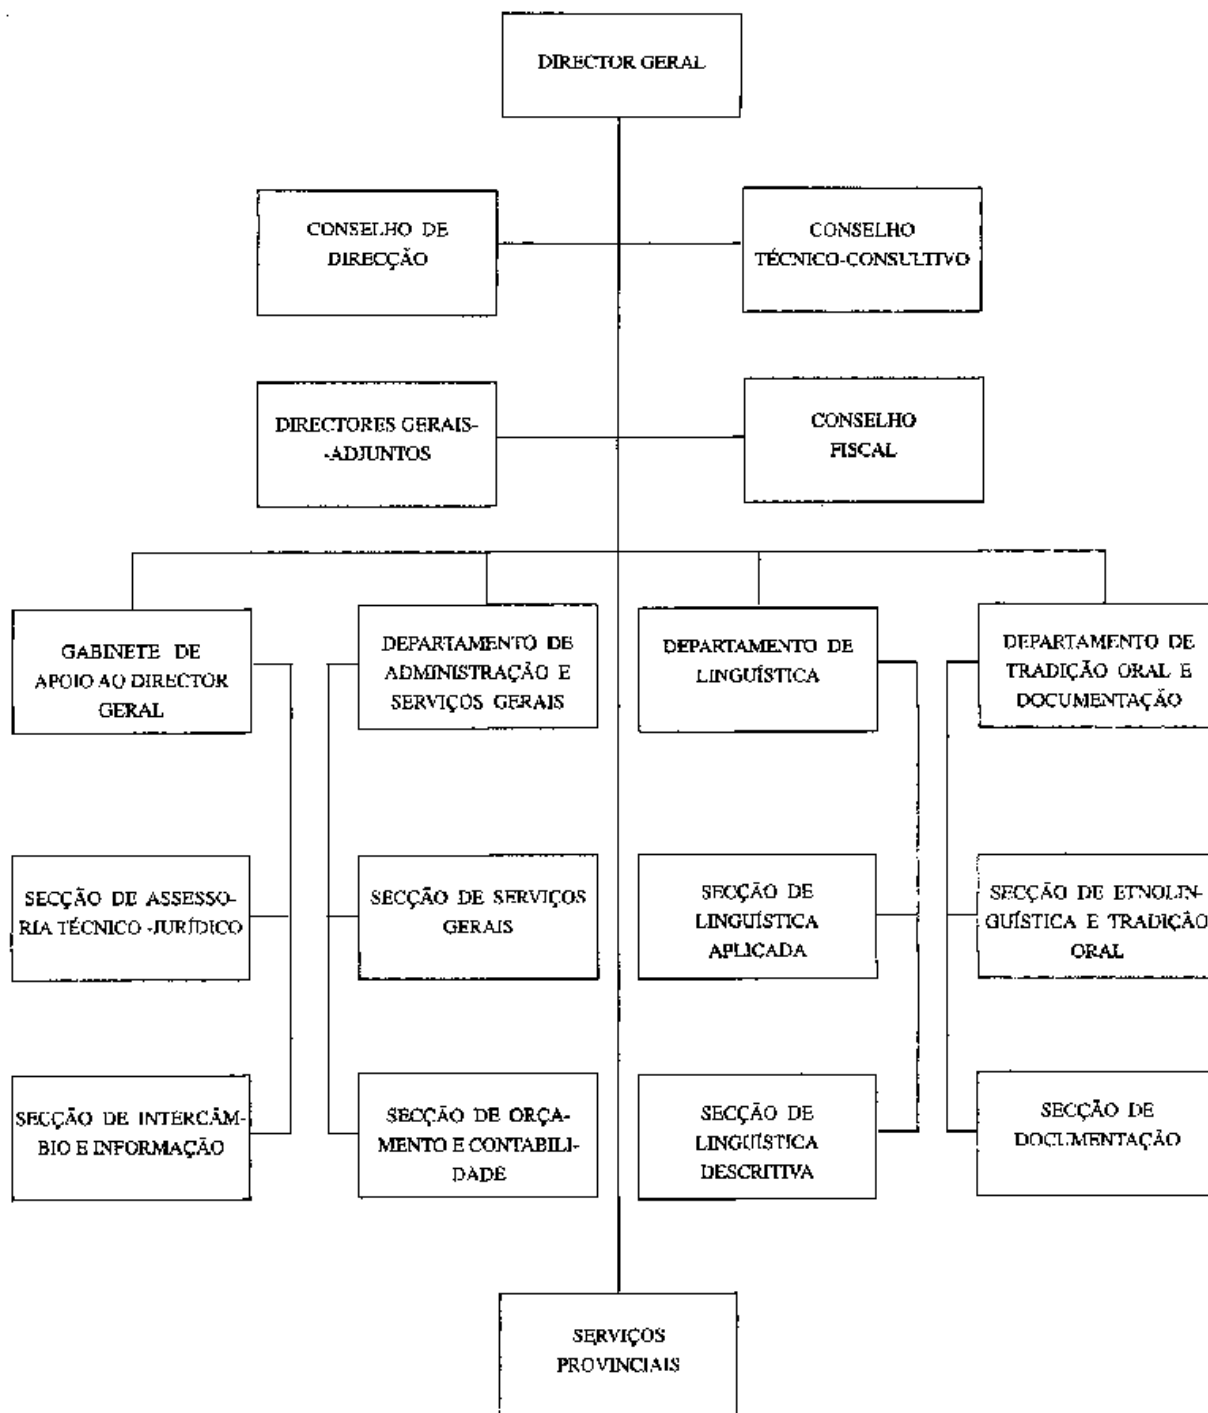 DIRECTOR GERAL
CONSELHO DE
DIRECÇÃO
CONSELHO
TÉCNICO-CONSULTIVO
DIRECTORES GERAIS-
-ADJUNTOS
CONSELHO
FISCAL
GABINETE DE
APOIO AO DIRECTOR
GERAL
DEPARTAMENTO DE
ADMINISTRAÇÃO E
SERVIÇOS GERAIS
DEPARTAMENTO DE
LINGUÍSTICA
DEPARTAMENTO DE
TRADIÇÃO ORAL E
DOCUMENTAÇÃO
SECÇÃO DE ASSESSO-
RIA TÉCNICO -JURÍDICO
SECÇÃO DE SERVIÇOS
GERAIS
SECÇÃO DE
LINGUÍSTICA
APLICADA
SECÇÃO DE ETNOLIN-
GUÍSTICA E TRADIÇÃO
ORAL
SECÇÃO DE INTERCÂM-
BIO E INFORMAÇÃO
SECÇÃO DE ORÇA-
MENTO E CONTABILI-
DADE
SECÇÃO DE
LINGUÍSTICA
DESCRITIVA
SECÇÃO DE
DOCUMENTAÇÃO
SERVIÇOS
PROVINCIAIS